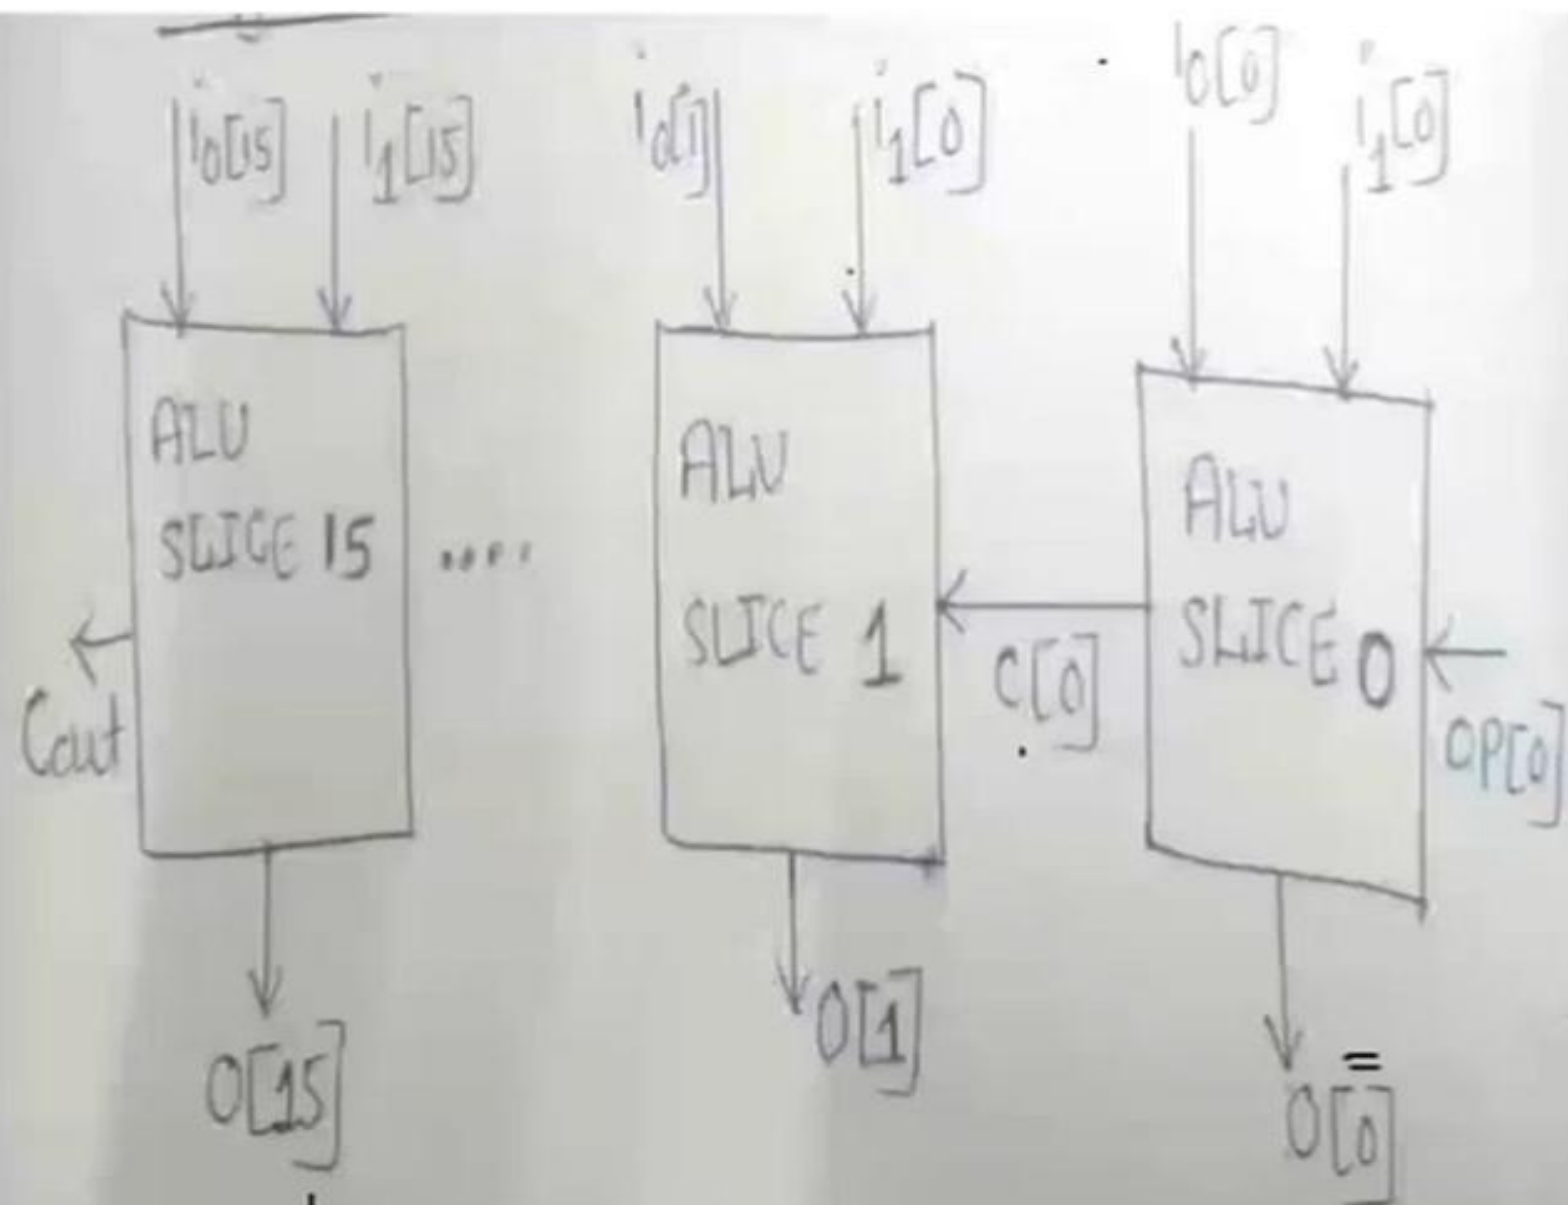 i0[15]
i1[15]
i0[1]
i1[0]
i0[0]
i1[0]
ALU
SLICE 15
....
ALU
SLICE 1
ALU
SLICE 0
C[0]
OP[0]
Cout
O[15]
O[1]
O[0]